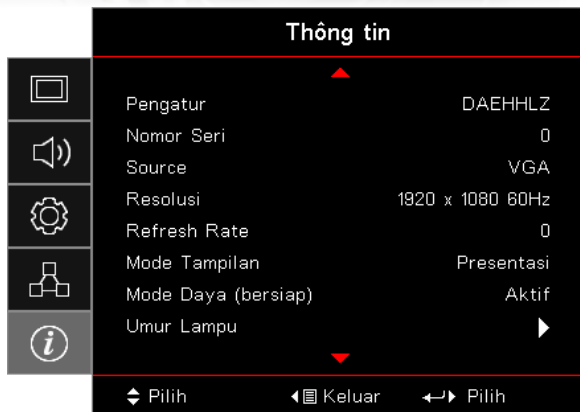 Thông tin
Pengatur DAEHHLZ
Nomor Seri 0
Source VGA
Resolusi 1920 x 1080 60Hz
Refresh Rate 0
Mode Tampilan Presentasi
Mode Daya (bersiap) Aktif
Umur Lampu
Pilih Keluar Pilih